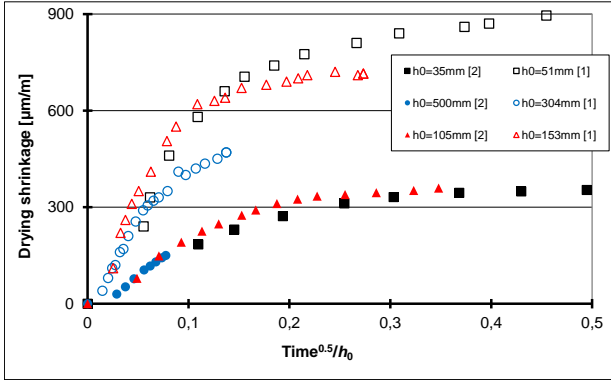 900
600
300
0
Drying shrinkage [µm/m]
h0=35mm [2]
h0=51mm [1]
h0=500mm [2]
h0=304mm [1]
h0=105mm [2]
h0=153mm [1]
0
0,1
0,2
0,3
0,4
0,5
Time^0.5/h₀